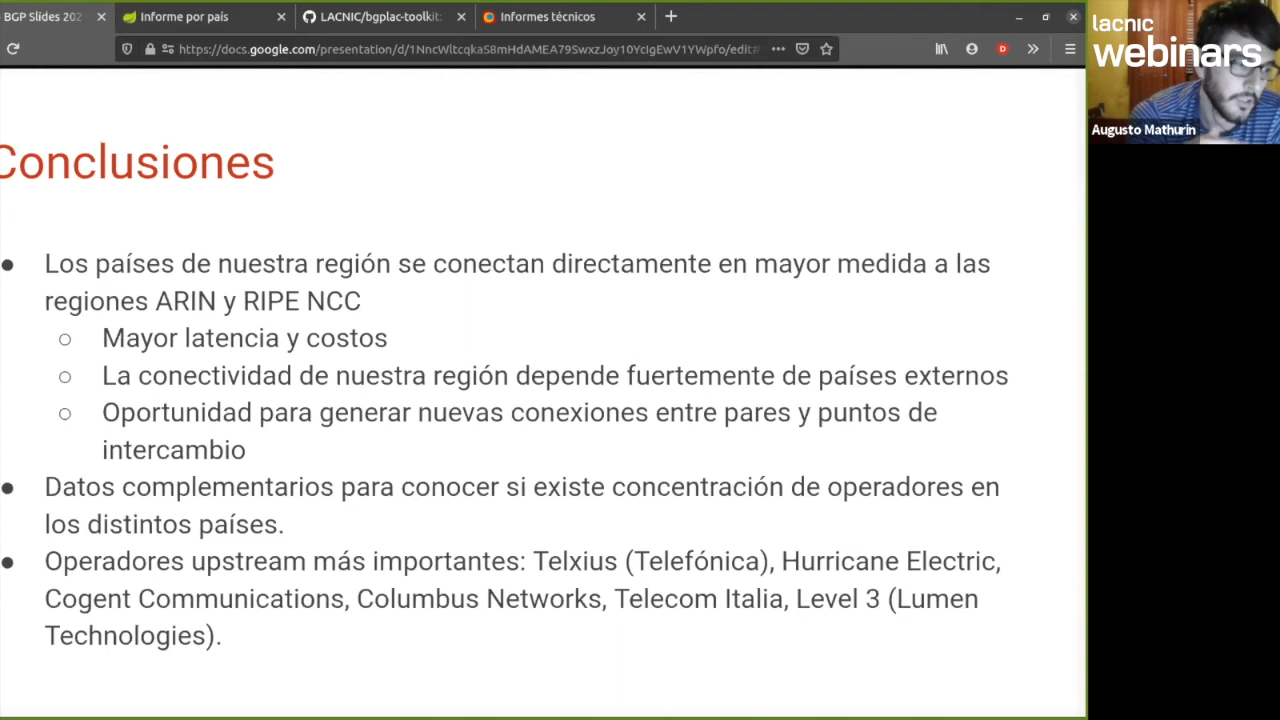 BGP Slides 202
Informe por país
LACNIC/bgplac-toolkit:
Informes técnicos
https://docs.google.com/presentation/d/1NncWltcqkaS8mHdAMEA79SwxzJoy10YcIgEwV1YWpfo/edit#
lacnic
webinars
Augusto Mathurin
Conclusiones
● Los países de nuestra región se conectan directamente en mayor medida a las
regiones ARIN y RIPE NCC
○ Mayor latencia y costos
○ La conectividad de nuestra región depende fuertemente de países externos
○ Oportunidad para generar nuevas conexiones entre pares y puntos de
intercambio
● Datos complementarios para conocer si existe concentración de operadores en
los distintos países.
● Operadores upstream más importantes: Telxius (Telefónica), Hurricane Electric,
Cogent Communications, Columbus Networks, Telecom Italia, Level 3 (Lumen
Technologies).